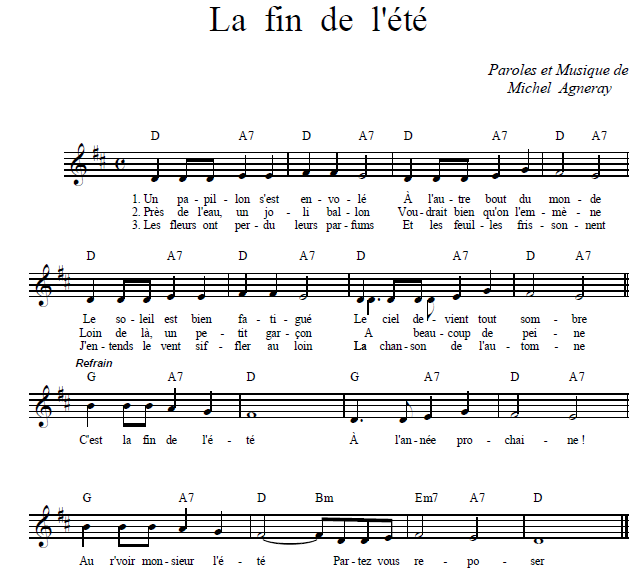 La fin de l'été
Paroles et Musique de
Michel Agneray
D A7 D A7 D A7 D A7
1. Un pa - pil - lon s'est en - vo - lé À l'au - tre bout du mon - de
2. Près de l'eau, un jo - li bal - lon Vou - drait bien qu'on l'em - mè - ne
3. Les fleurs ont per - du leurs par - fums Et les feuil - les fris - son - nent
D A7 D A7 D A7 D A7
Le so - leil est bien fa - ti - gué Le ciel de - vient tout som - bre
Loin de là, un pe - tit gar - çon A beau - coup de pei - ne
J'en - tends le vent sif - fler au loin La chan - son de l'au - tom - ne
Refrain
G A7 D G A7 D A7
C'est la fin de l'é - té À l'an - née pro - chai - ne !
G A7 D Bm Em7 A7 D
Au r'voir mon - sieur l'é - té Par - tez vous re - po - ser